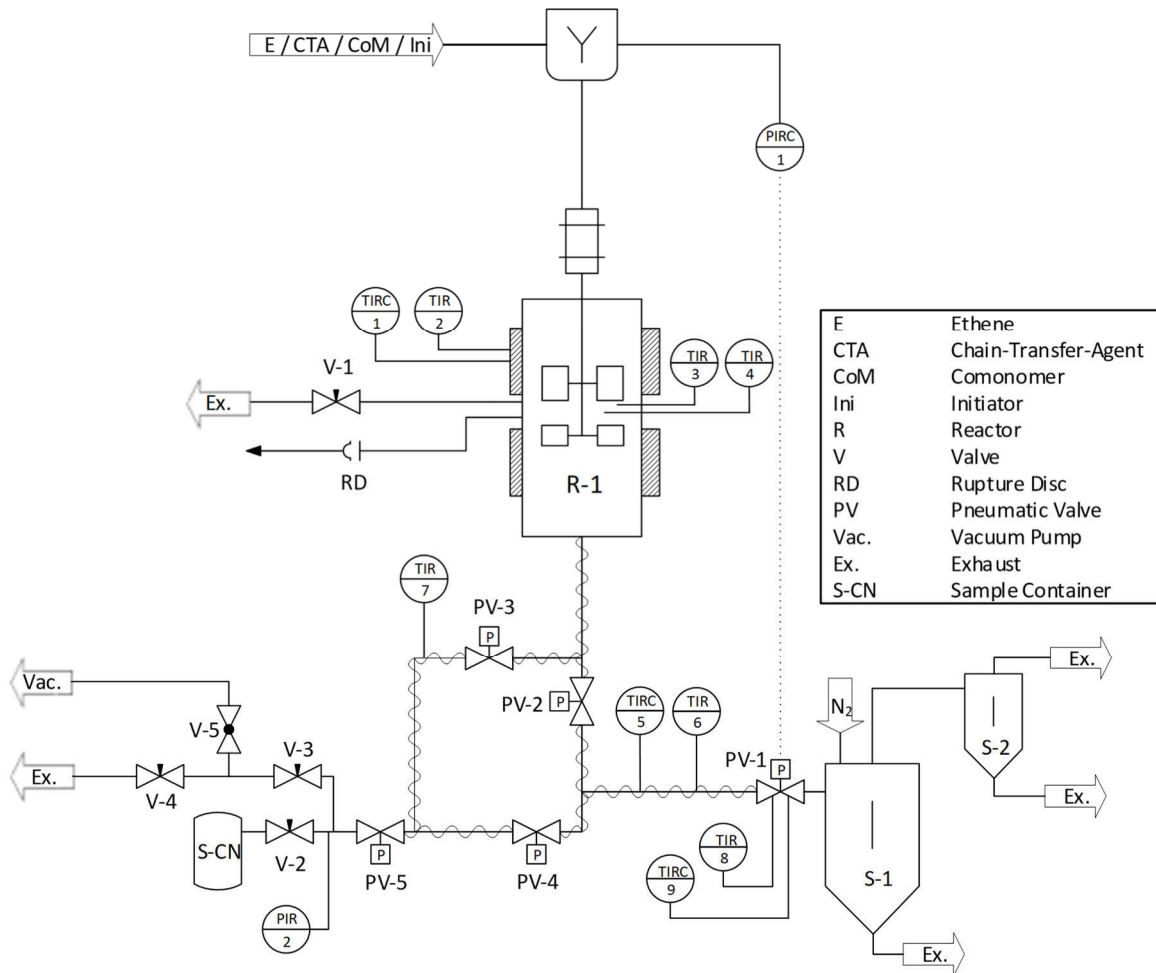 E / CTA / CoM / Ini
PIRC
1
TIRC
1
TIR
2
V-1
TIR
3
TIR
4
Ex.
RD
R-1
E Ethene
CTA Chain-Transfer-Agent
CoM Comonomer
Ini Initiator
R Reactor
V Valve
RD Rupture Disc
PV Pneumatic Valve
Vac. Vacuum Pump
Ex. Exhaust
S-CN Sample Container
TIR
7
PV-3
P
Vac.
PV-2
P
TIRC
5
TIR
6
N2
Ex.
S-2
V-5
V-3
PV-1
P
Ex.
V-4
Ex.
S-CN
V-2
PV-5
P
PV-4
P
TIR
8
TIRC
9
S-1
PIR
2
Ex.